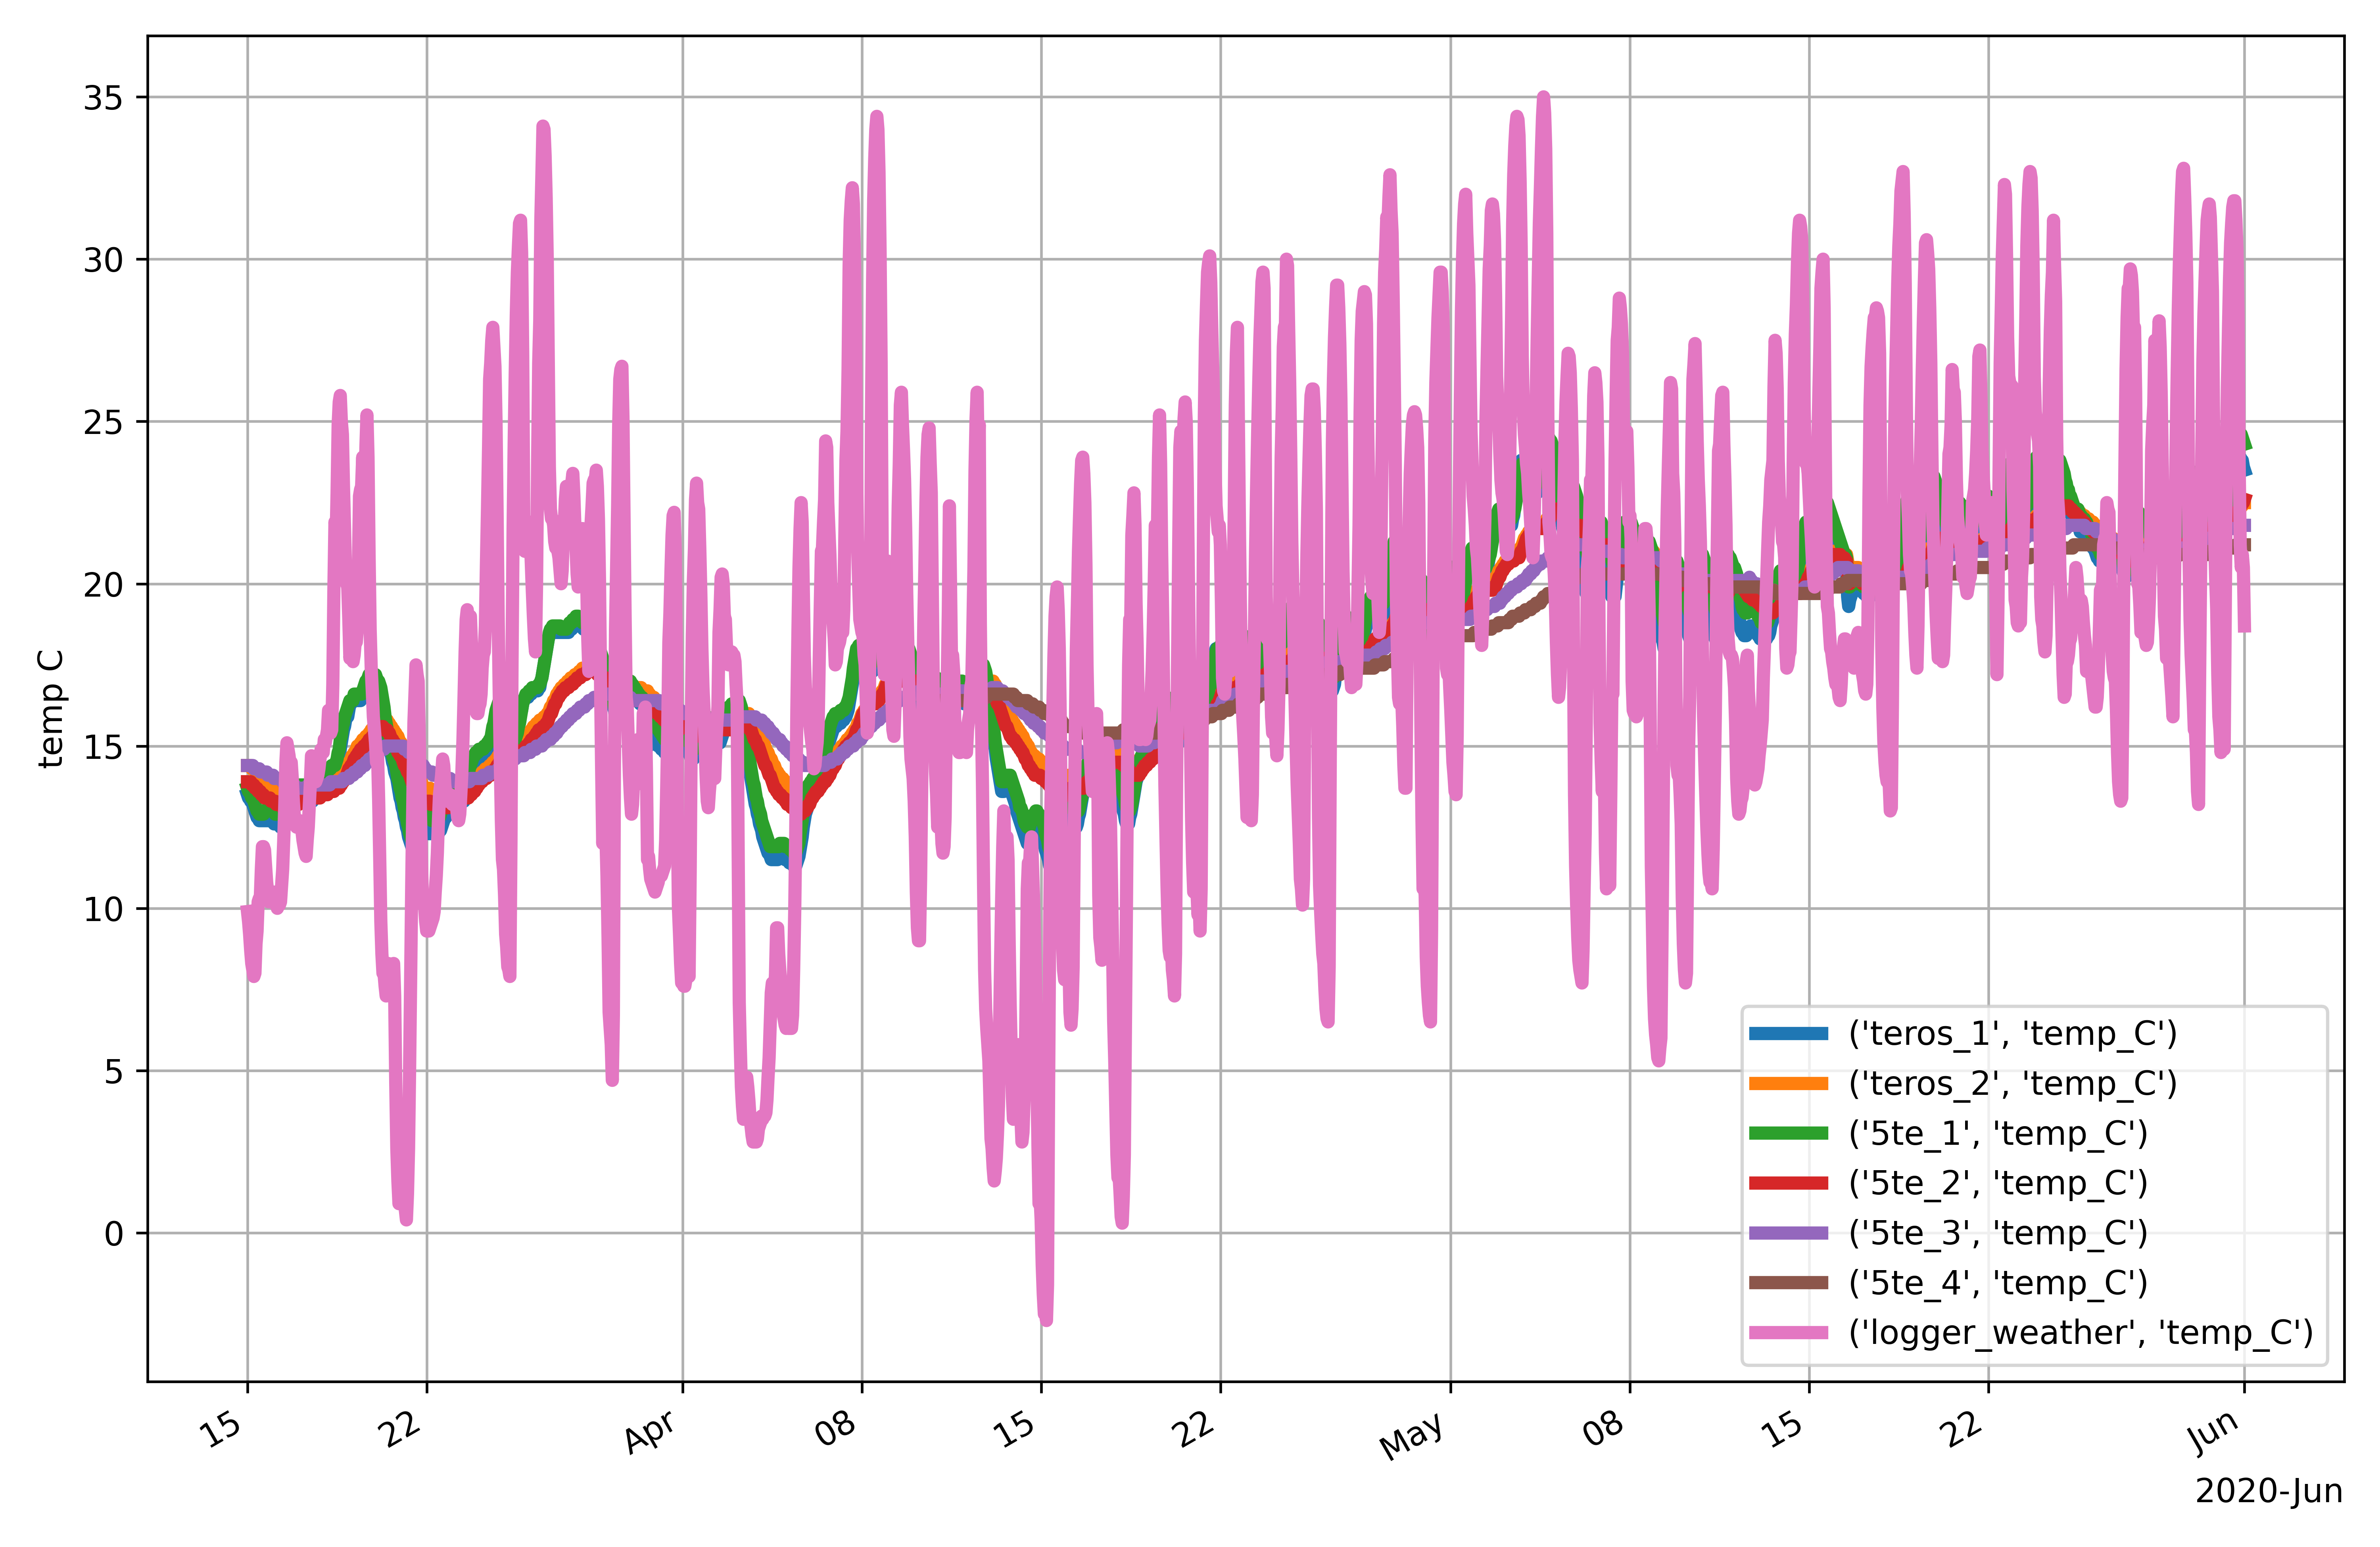 35
30
25
20
15
10
5
0
temp C
('teros_1', 'temp_C')
('teros_2', 'temp_C')
('5te_1', 'temp_C')
('5te_2', 'temp_C')
('5te_3', 'temp_C')
('5te_4', 'temp_C')
('logger_weather', 'temp_C')
15 22 Apr 08 15 22 May 08 15 22 Jun
2020-Jun